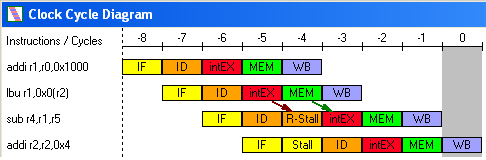 Clock Cycle Diagram
Instructions / Cycles -8 -7 -6 -5 -4 -3 -2 -1 0
addi r1,r0,0x1000 IF ID intEX MEM WB
lbu r1,0x0(r2) IF ID intEX MEM WB
sub r4,r1,r5 IF ID R-Stall intEX MEM WB
addi r2,r2,0x4 IF Stall ID intEX MEM WB